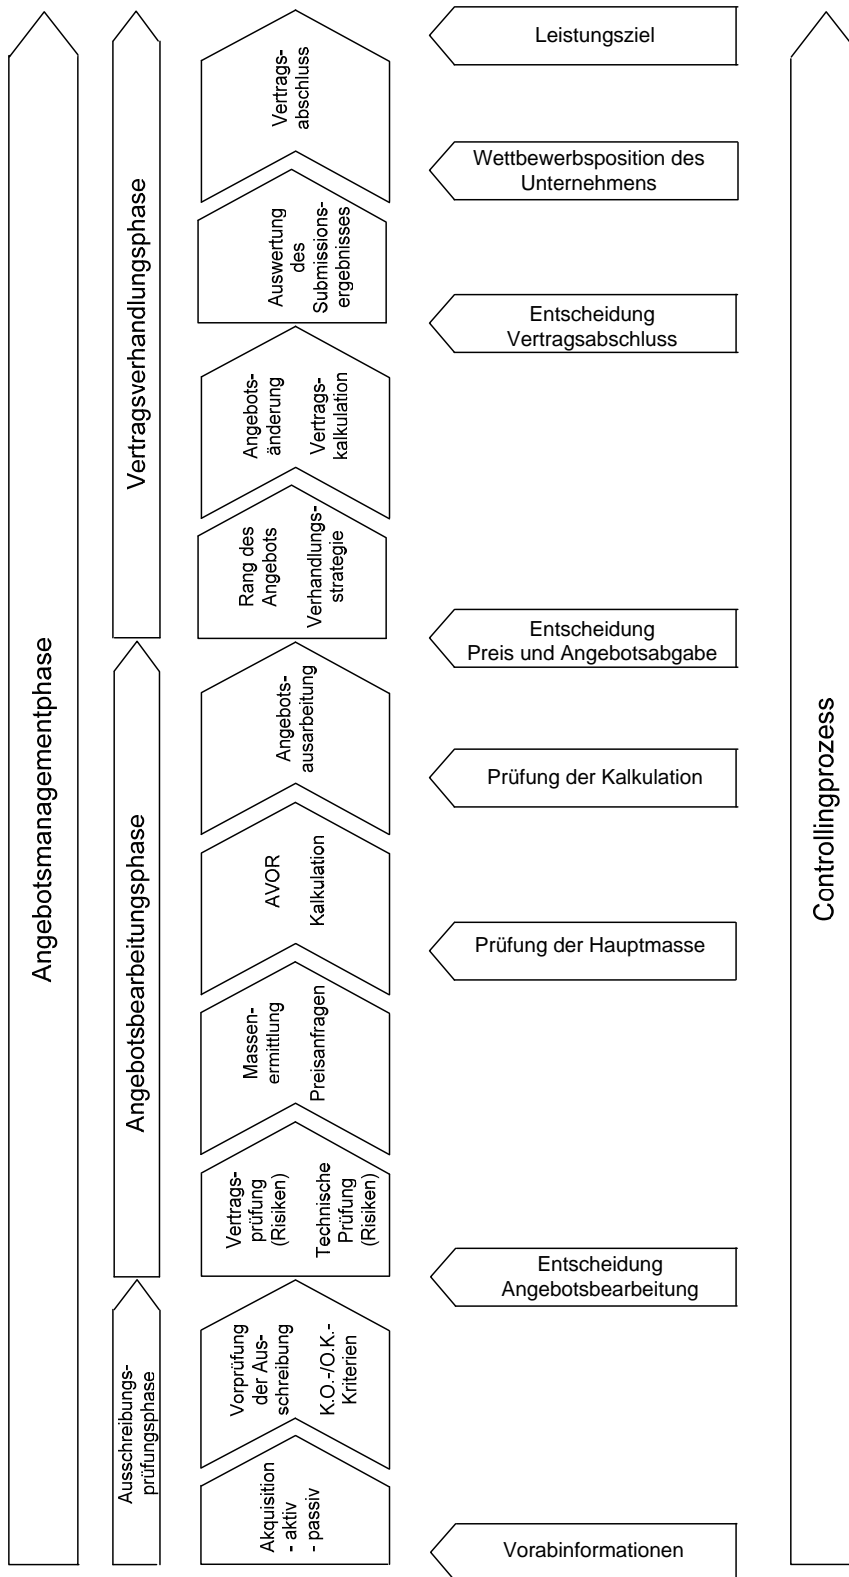 Angebotsmanagementphase
Vertragsverhandlungsphase
Angebotsbearbeitungsphase
Ausschreibungs-
prüfungsphase
Vertrags-
abschluss
Auswertung
des
Submissions-
ergebnisses
Angebots-
änderung
Vertrags-
kalkulation
Rang des
Angebots
Verhandlungs-
strategie
Angebots-
ausarbeitung
AVOR
Kalkulation
Massen-
ermittlung
Preisanfragen
Vertrags-
prüfung
(Risiken)
Technische
Prüfung
(Risiken)
Vorprüfung
der Aus-
schreibung
K.O.-/O.K.-
Kriterien
Akquisition
- aktiv
- passiv
Leistungsziel
Wettbewerbsposition des
Unternehmens
Entscheidung
Vertragsabschluss
Entscheidung
Preis und Angebotsabgabe
Prüfung der Kalkulation
Prüfung der Hauptmasse
Entscheidung
Angebotsbearbeitung
Vorabinformationen
Controllingprozess